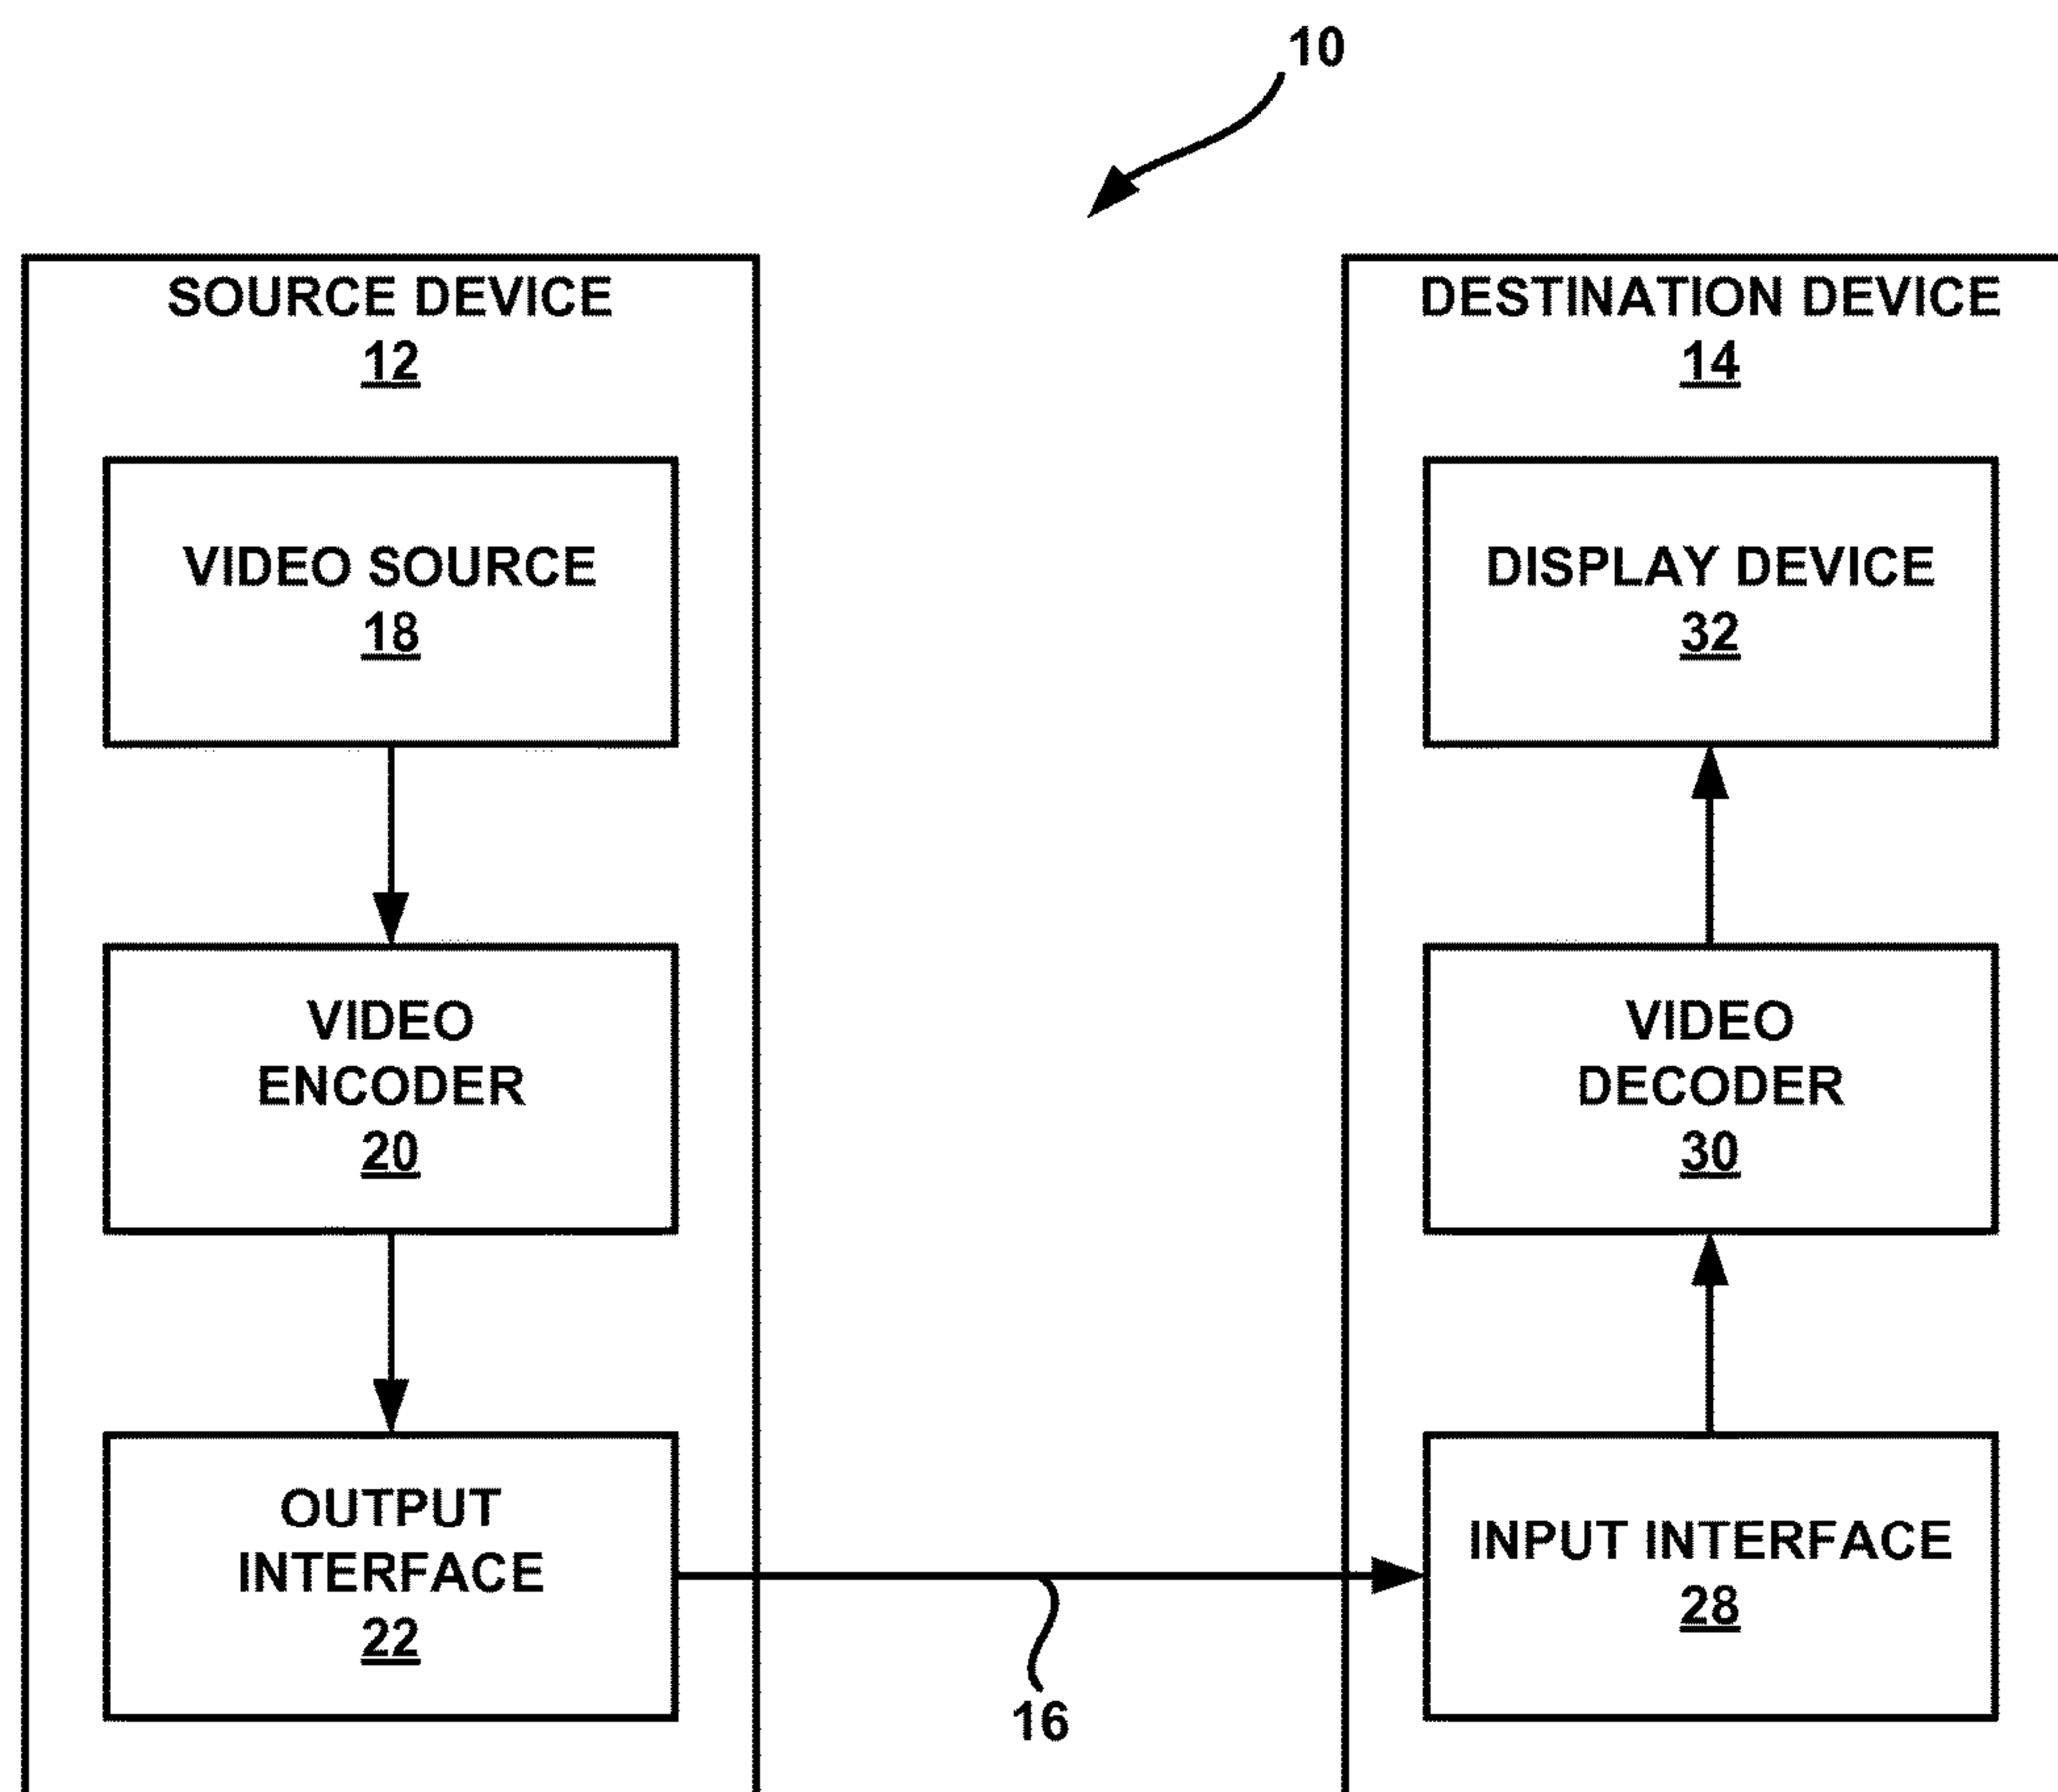 10
SOURCE DEVICE
12
VIDEO SOURCE
18
VIDEO
ENCODER
20
OUTPUT
INTERFACE
22
16
DESTINATION DEVICE
14
DISPLAY DEVICE
32
VIDEO
DECODER
30
INPUT INTERFACE
28